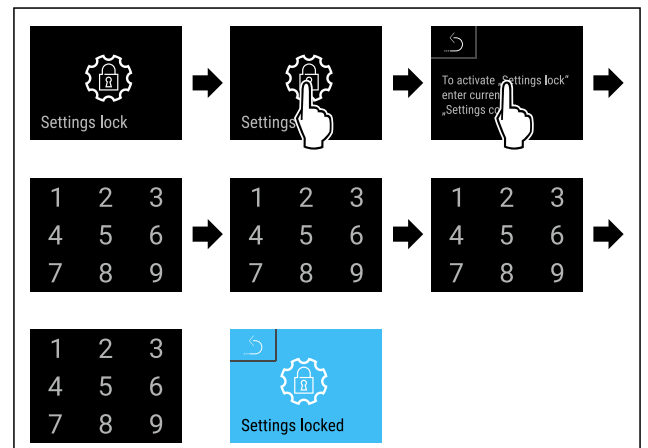 Settings lock
Settings
To activate „Settings lock“
enter curren
„Settings co
1 2 3
4 5 6
7 8 9
1 2 3
4 5 6
7 8 9
1 2 3
4 5 6
7 8 9
1 2 3
4 5 6
7 8 9
Settings locked